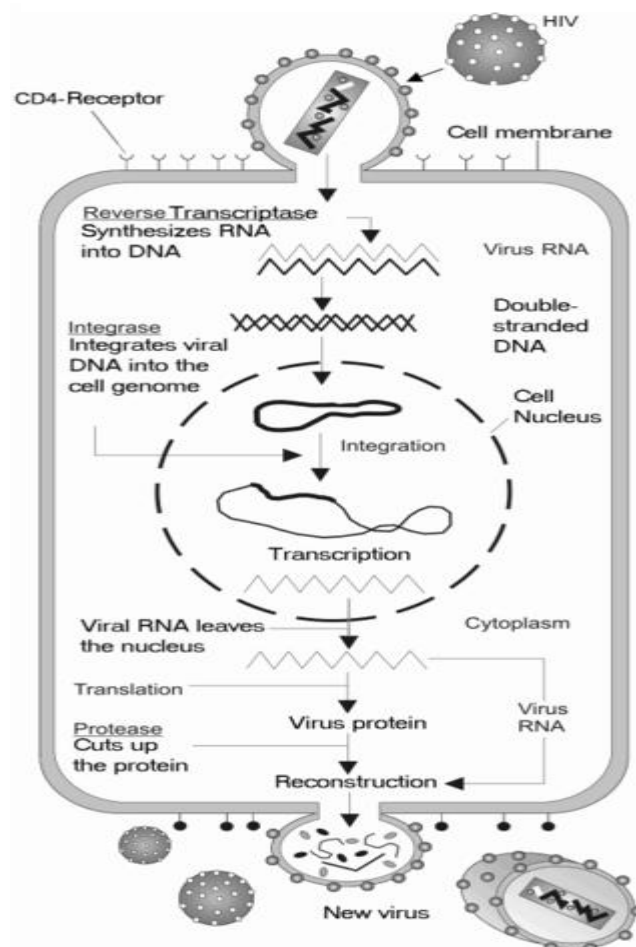 HIV
CD4-Receptor
Cell membrane
Reverse Transcriptase
Synthesizes RNA
into DNA
Virus RNA
Double-
stranded
DNA
Integrase
Integrates viral
DNA into the
cell genome
Cell
Nucleus
Integration
Transcription
Viral RNA leaves
the nucleus
Cytoplasm
Translation
Virus protein
Virus
RNA
Protease
Cuts up
the protein
Reconstruction
New virus